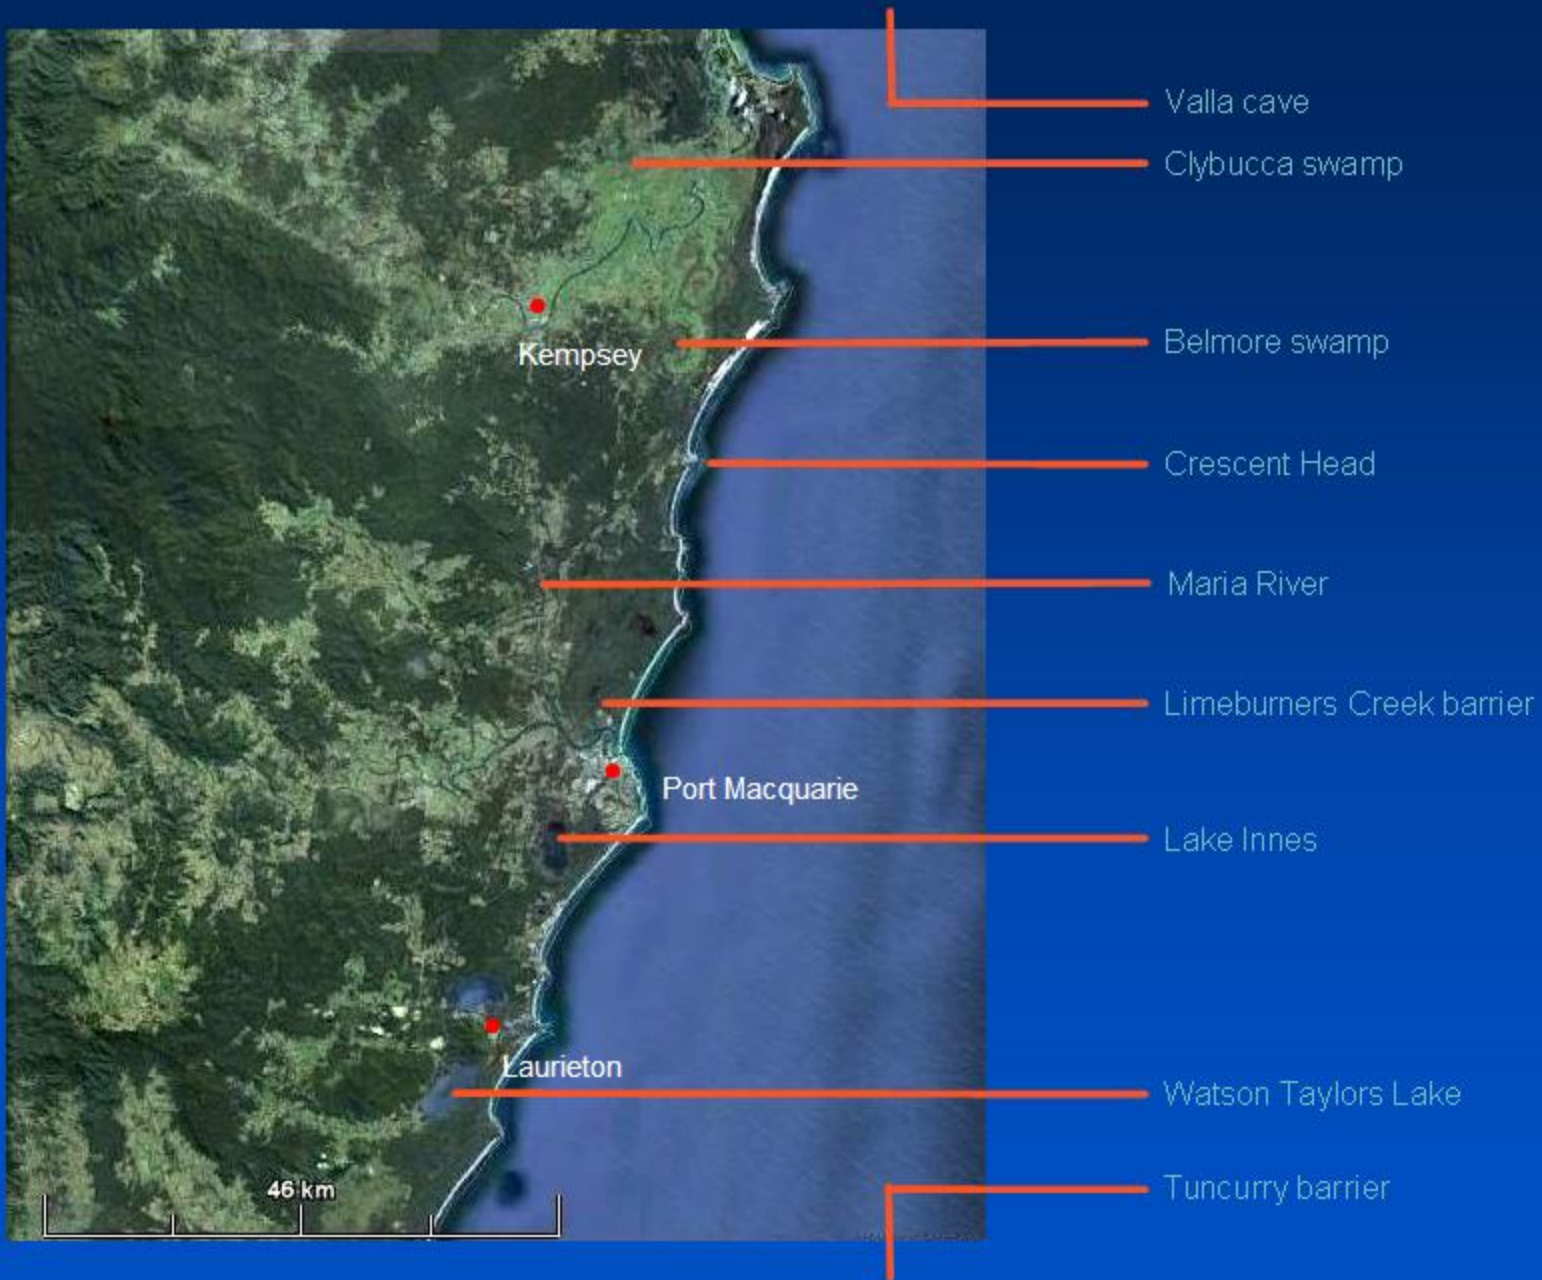 Valla cave
Clybucca swamp
Kempsey
Belmore swamp
Crescent Head
Maria River
Limeburners Creek barrier
Port Macquarie
Lake Innes
Laurieton
Watson Taylors Lake
46 km
Tuncurry barrier